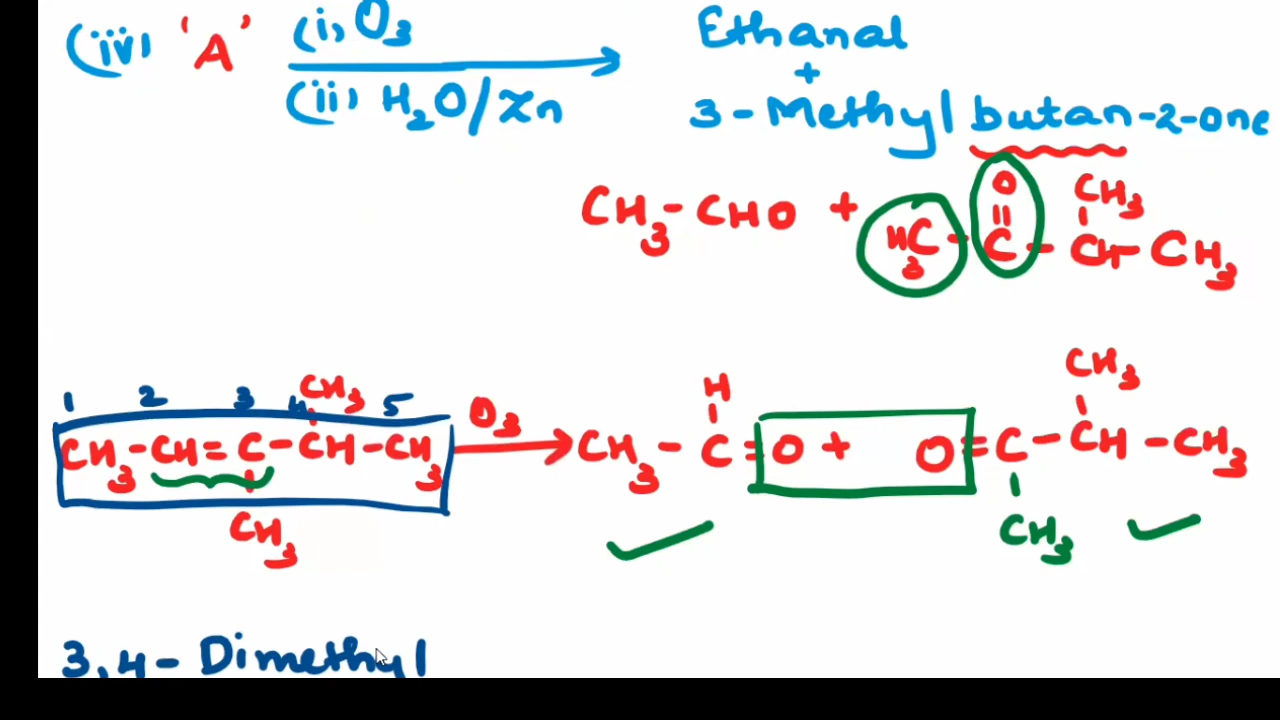 (iv) 'A' (i) O3 Ethanal
(ii) H2O/Zn +
3-Methyl butan-2-one
O CH3
CH3-CHO + H3C-C-CH-CH3
CH3
1 2 3 4 5 CH3 H
CH3-CH=C-CH-CH3 O3 CH3-C=O + O=C-CH-CH3
CH3 CH3
3,4-Dimethyl